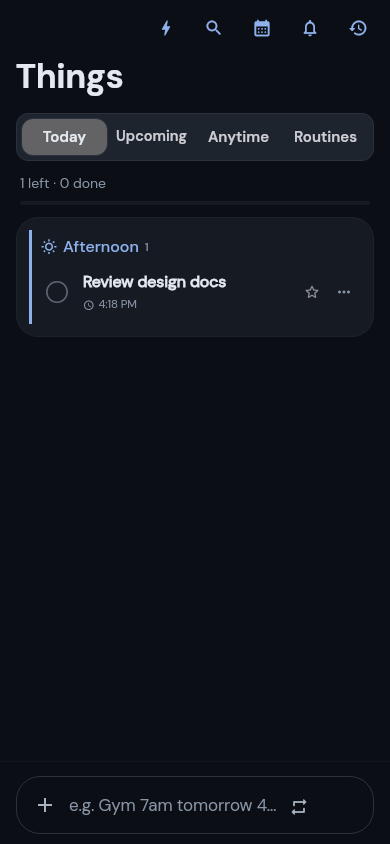 Things
Today Upcoming Anytime Routines
1 left · 0 done
Afternoon 1
Review design docs
4:18 PM
e.g. Gym 7am tomorrow 4...